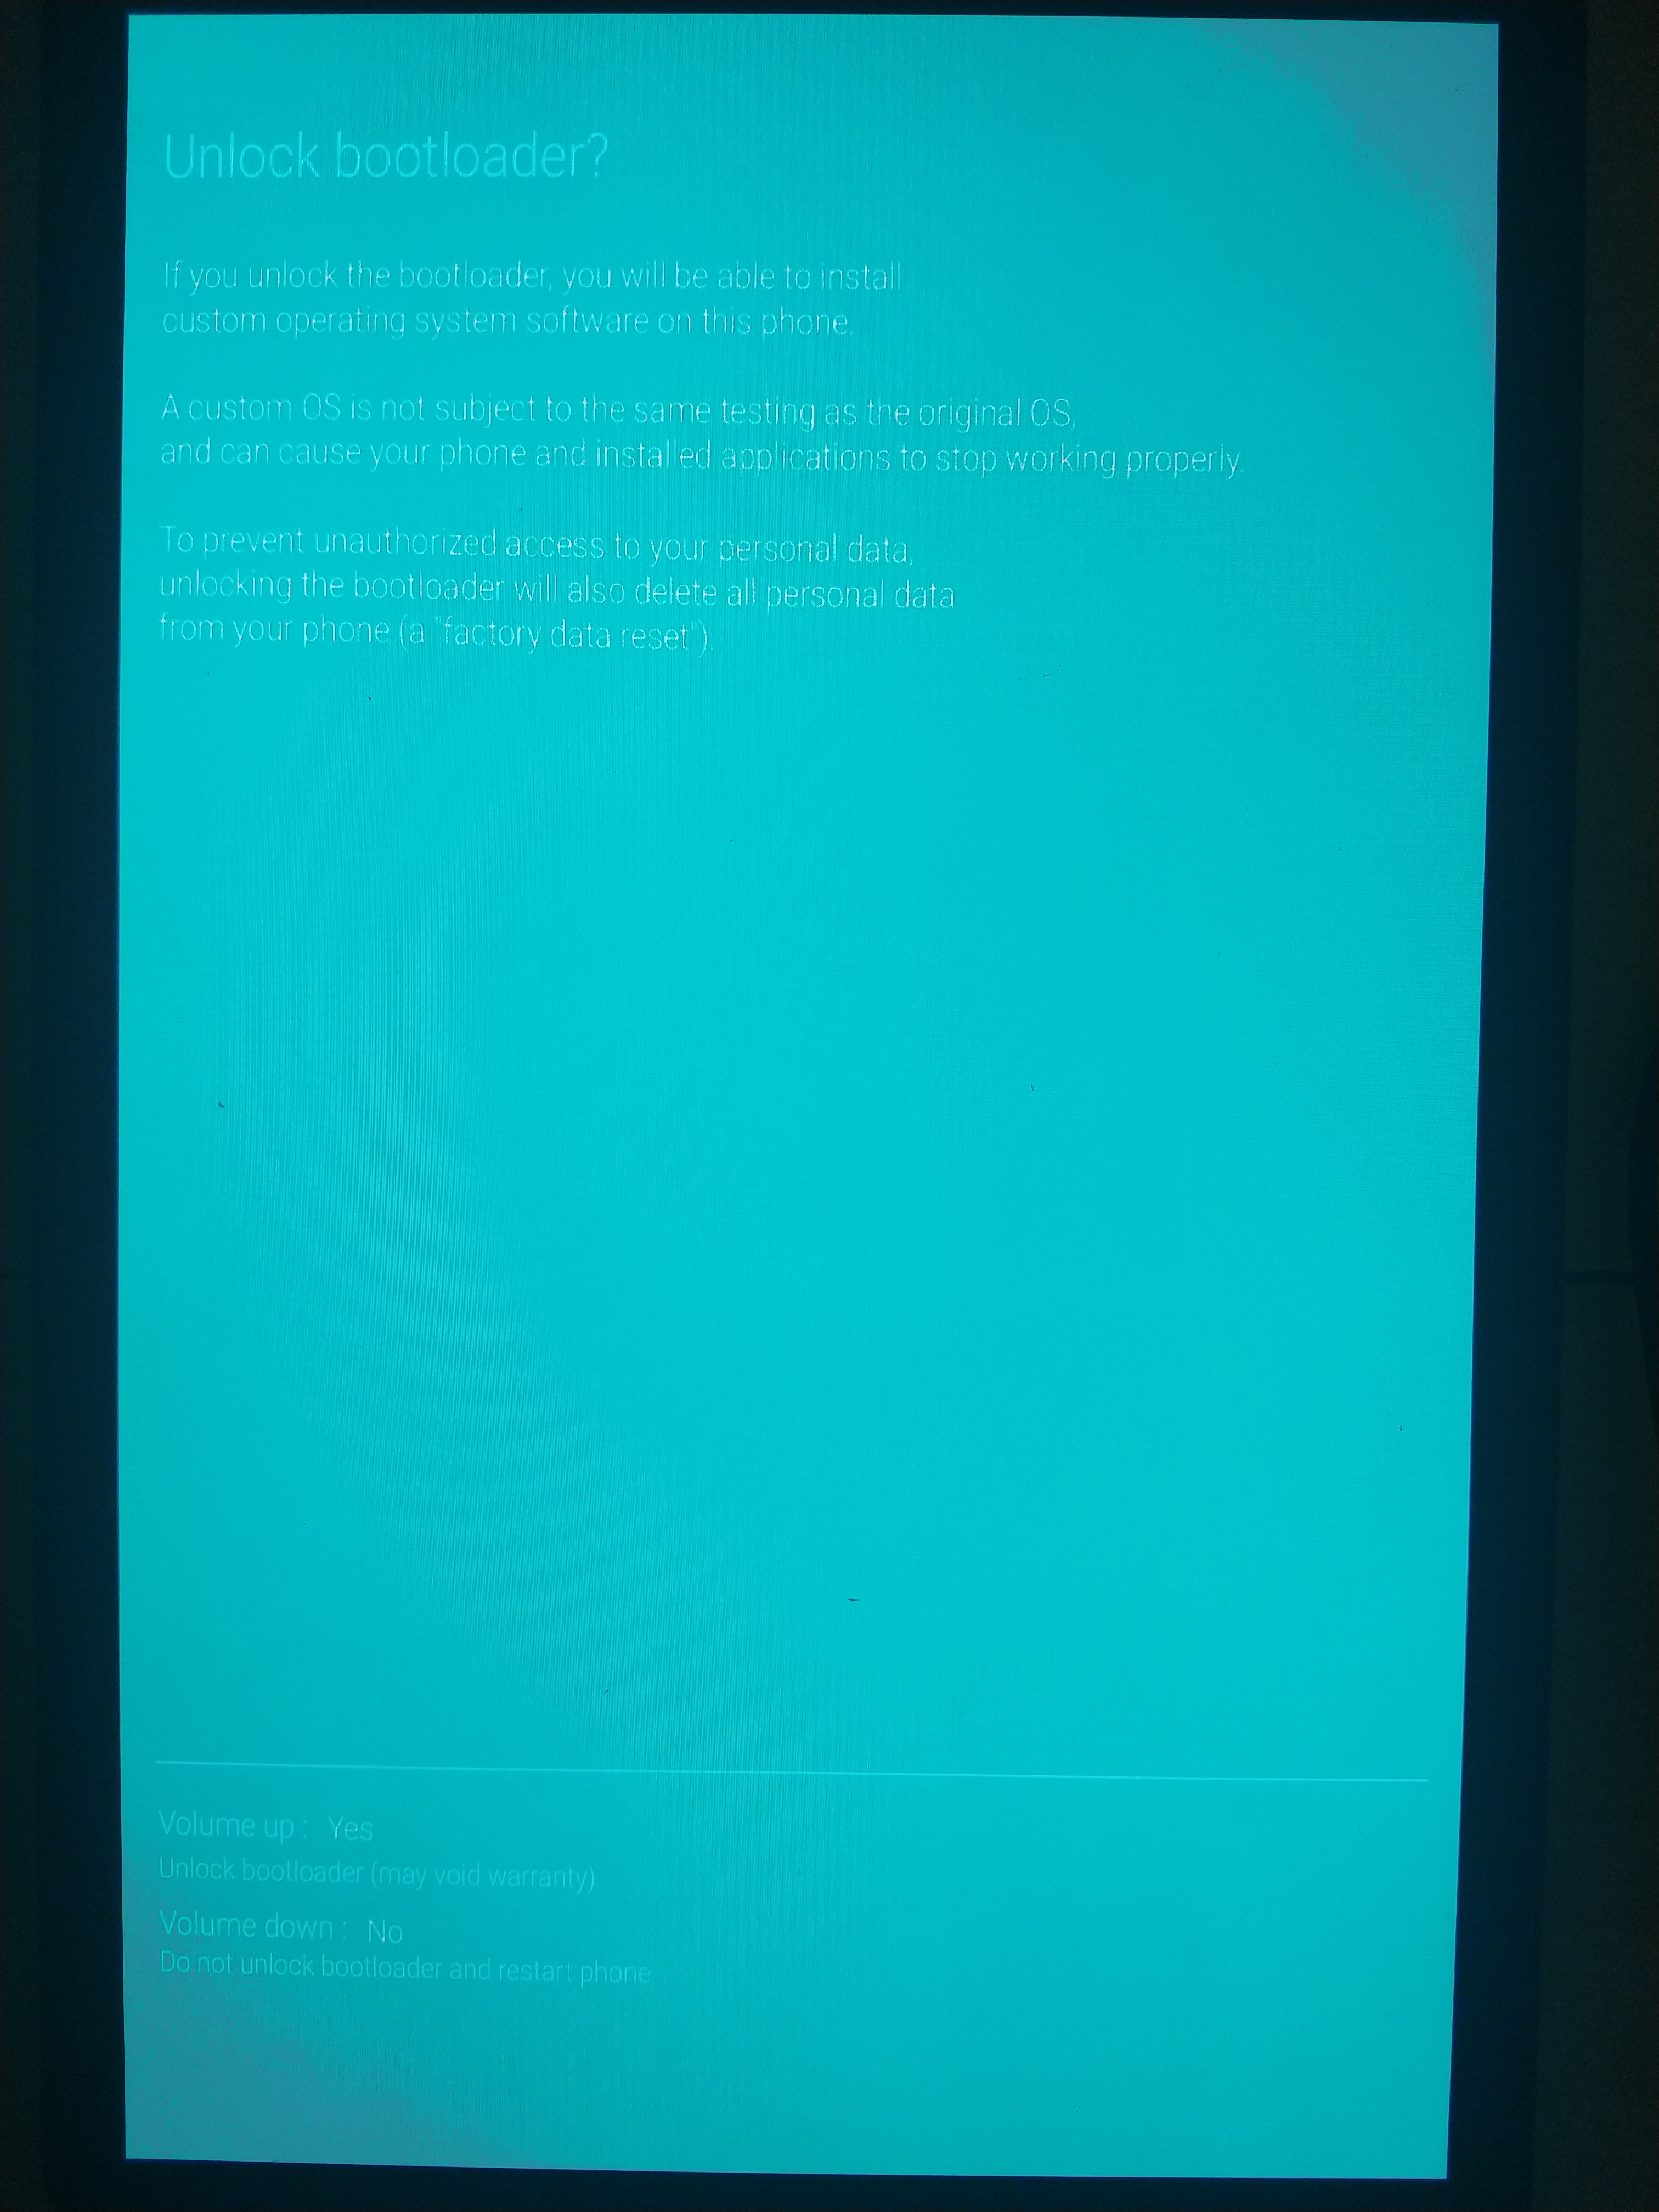 Unlock bootloader?
If you unlock the bootloader, you will be able to install
custom operating system software on this phone.
A custom OS is not subject to the same testing as the original OS,
and can cause your phone and installed applications to stop working properly.
To prevent unauthorized access to your personal data,
unlocking the bootloader will also delete all personal data
from your phone (a "factory data reset").
Volume up : Yes
Unlock bootloader (may void warranty)
Volume down : No
Do not unlock bootloader and restart phone